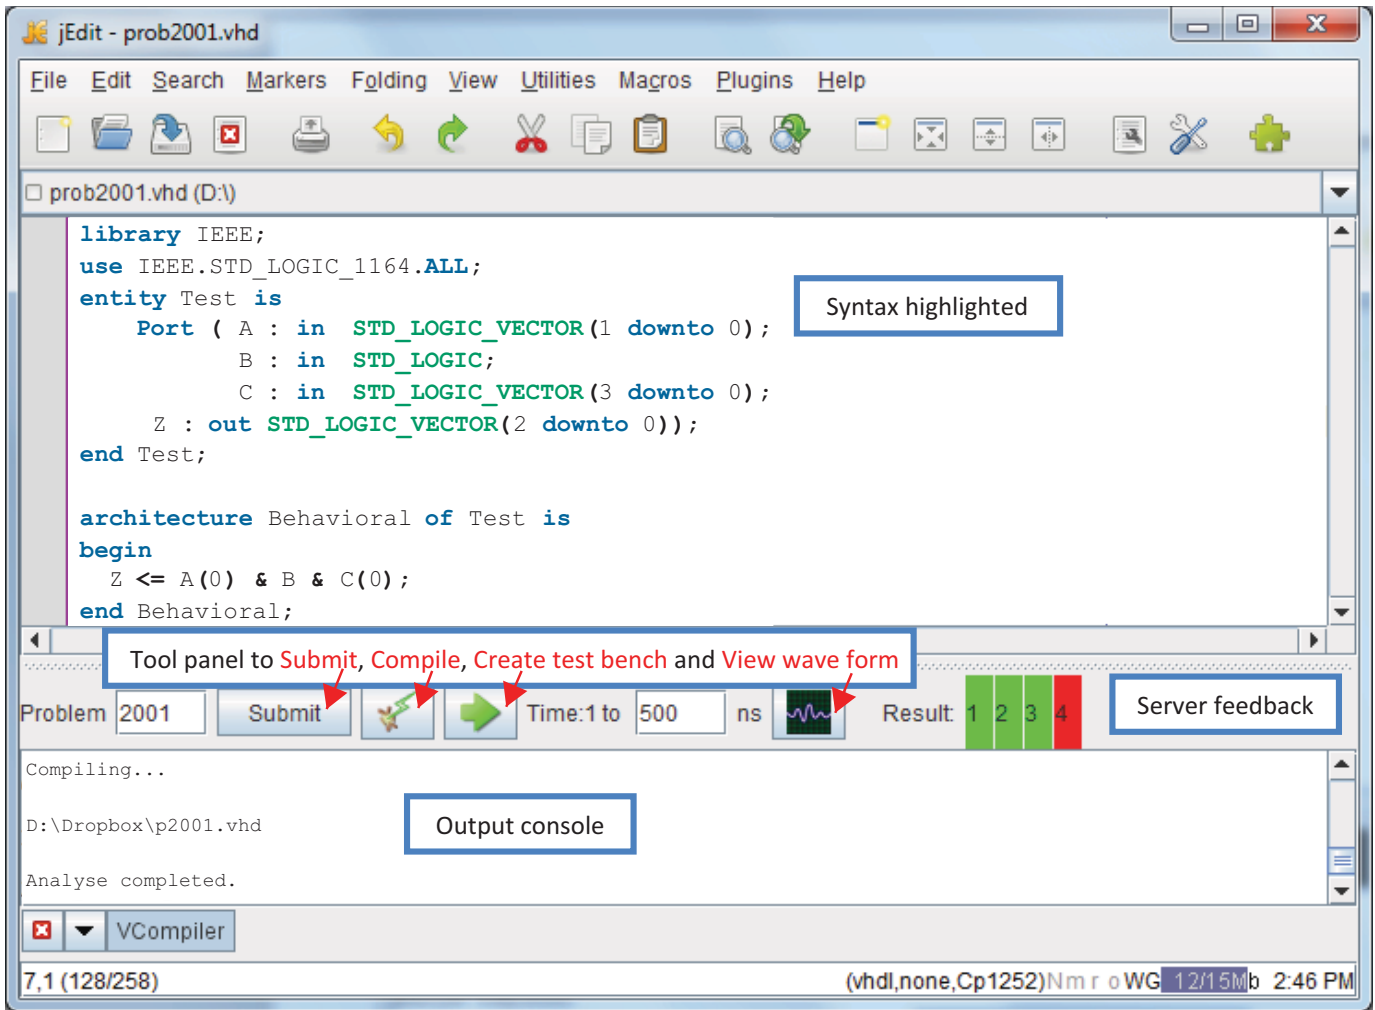 jEdit - prob2001.vhd
File Edit Search Markers Folding View Utilities Macros Plugins Help
prob2001.vhd (D:\)
library IEEE;
use IEEE.STD_LOGIC_1164.ALL;
entity Test is
Port ( A : in STD_LOGIC_VECTOR(1 downto 0);
B : in STD_LOGIC;
C : in STD_LOGIC_VECTOR(3 downto 0);
Z : out STD_LOGIC_VECTOR(2 downto 0));
end Test;
architecture Behavioral of Test is
begin
Z <= A(0) & B & C(0);
end Behavioral;
Syntax highlighted
Tool panel to Submit, Compile, Create test bench and View wave form
Problem 2001 Submit Time:1 to 500 ns Result: 1 2 3 4
Server feedback
Compiling...
D:\Dropbox\p2001.vhd
Analyse completed.
Output console
VCompiler
7,1 (128/258) (vhdl,none,Cp1252)Nm r o WG 12/15Mb 2:46 PM